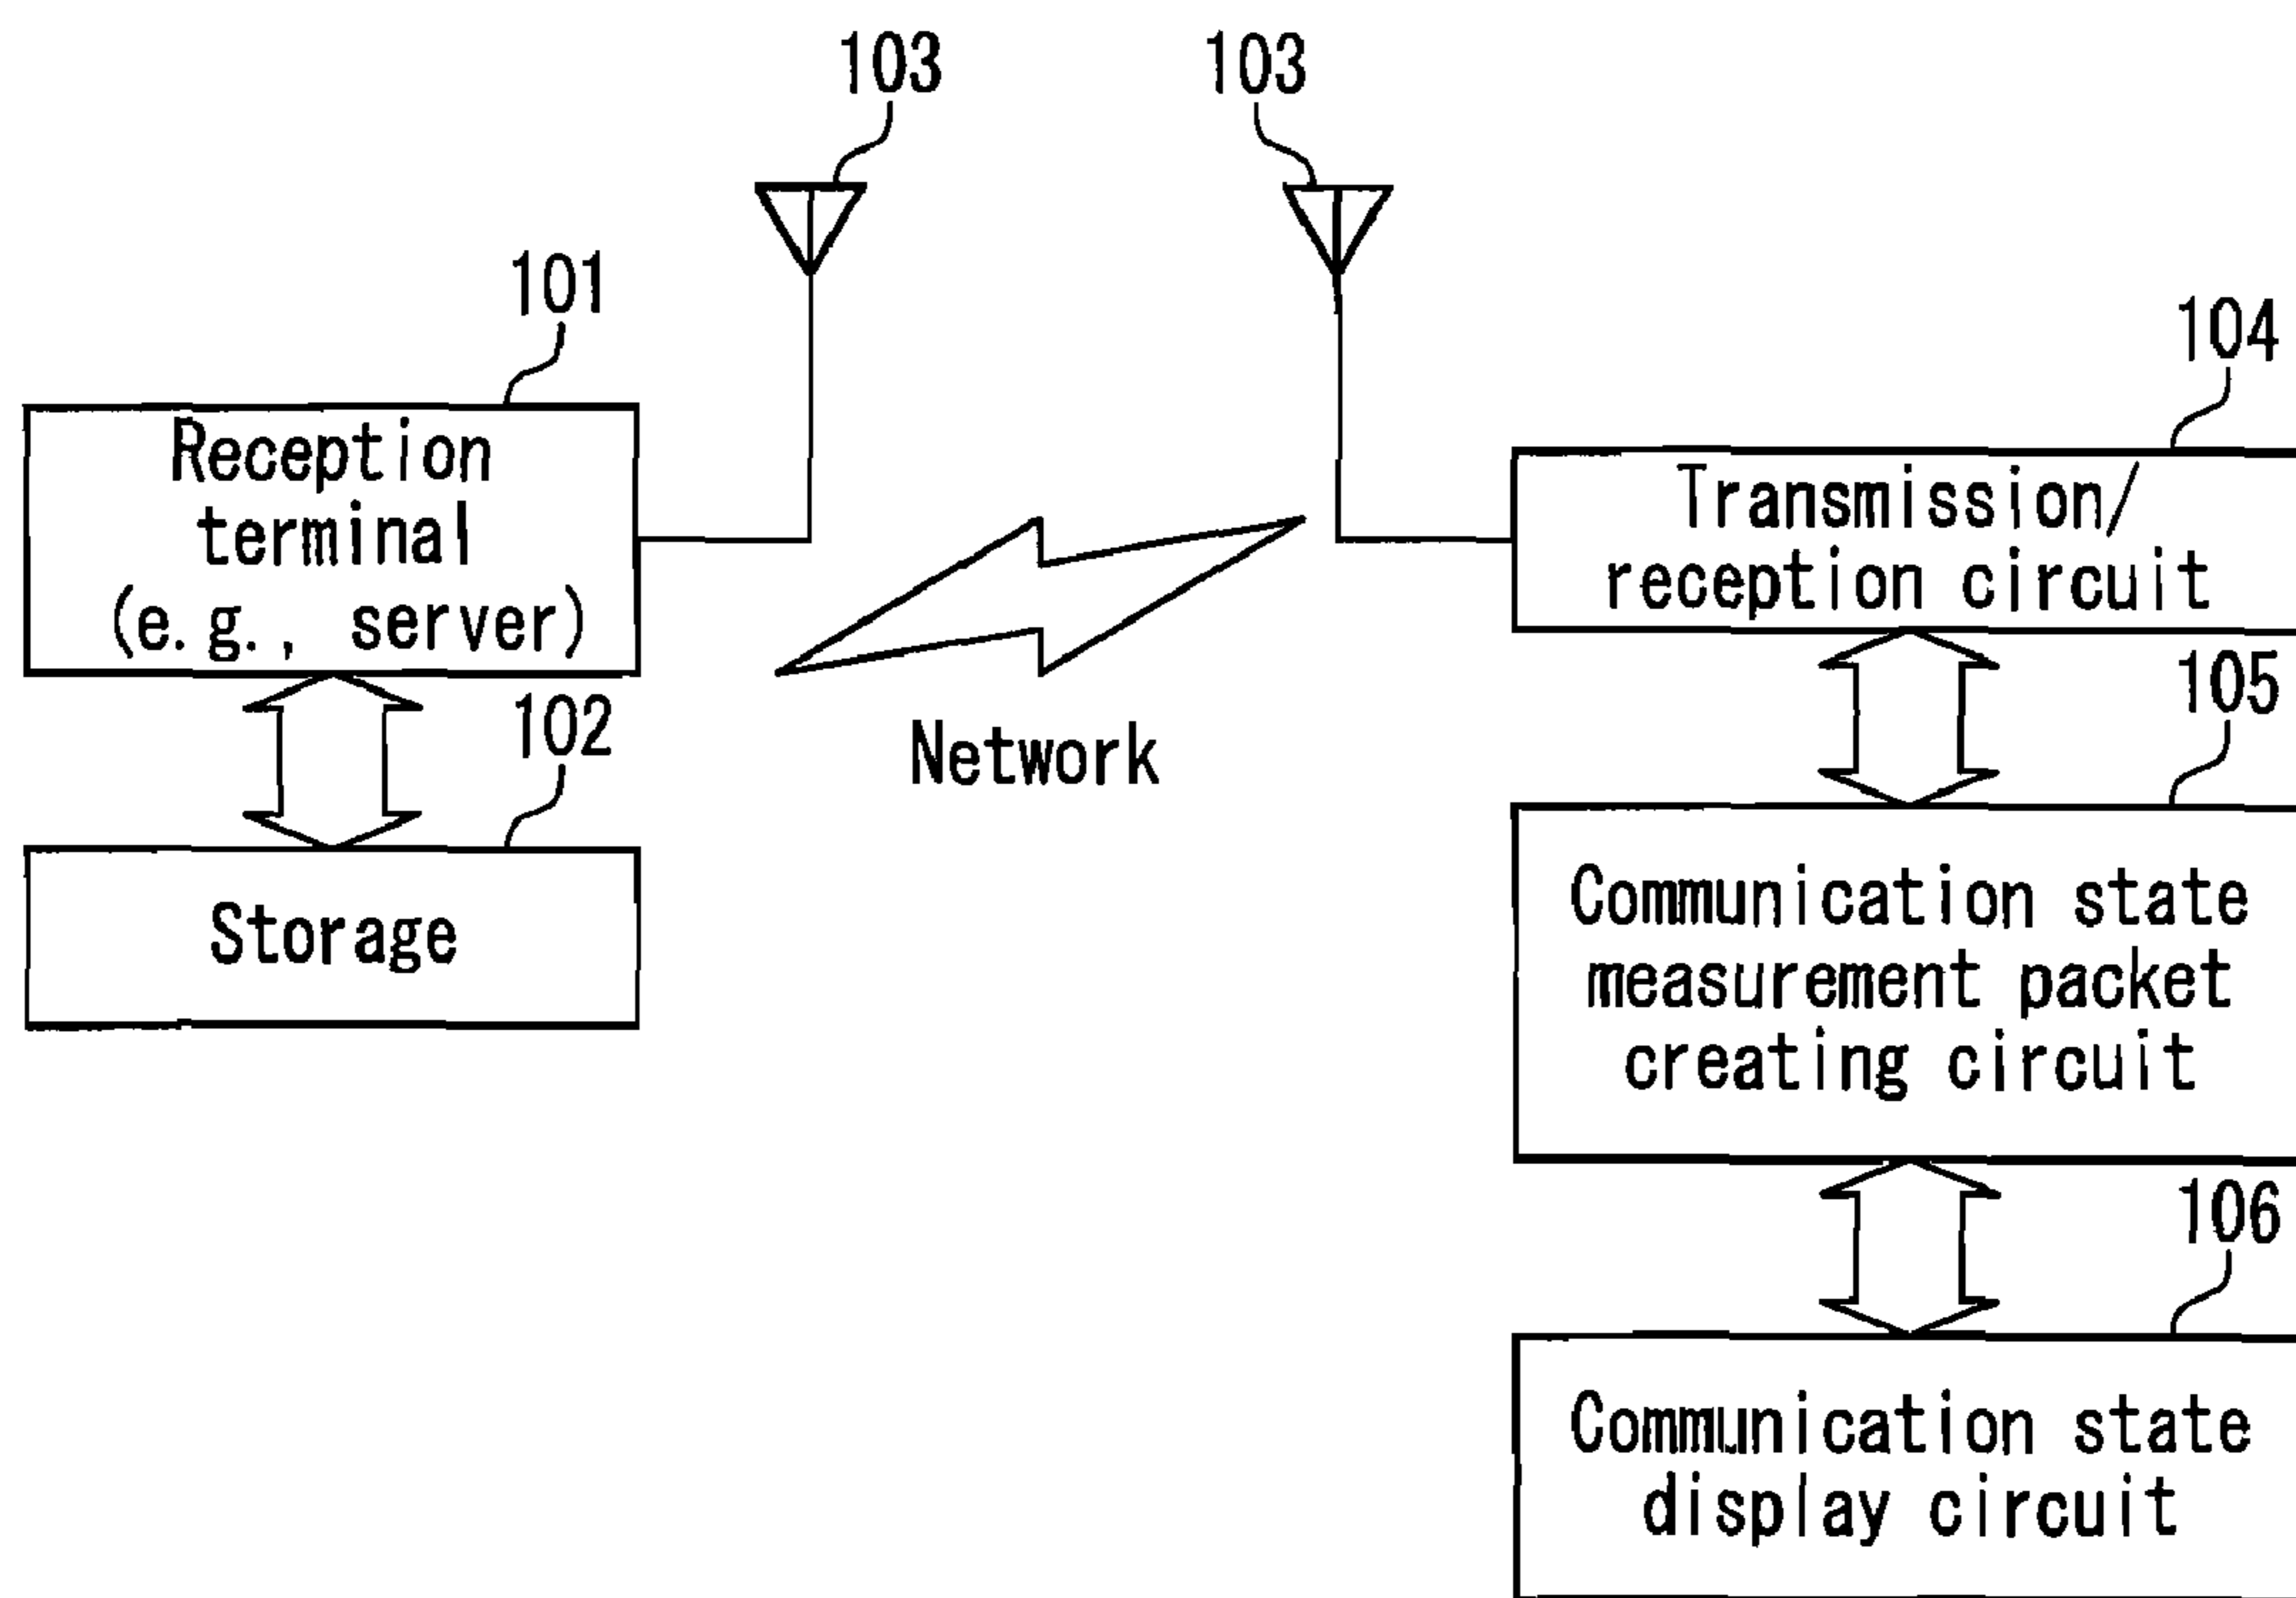 103
103
101
104
Reception
terminal
(e.g., server)
Transmission/
reception circuit
102
105
Network
Storage
Communication state
measurement packet
creating circuit
106
Communication state
display circuit